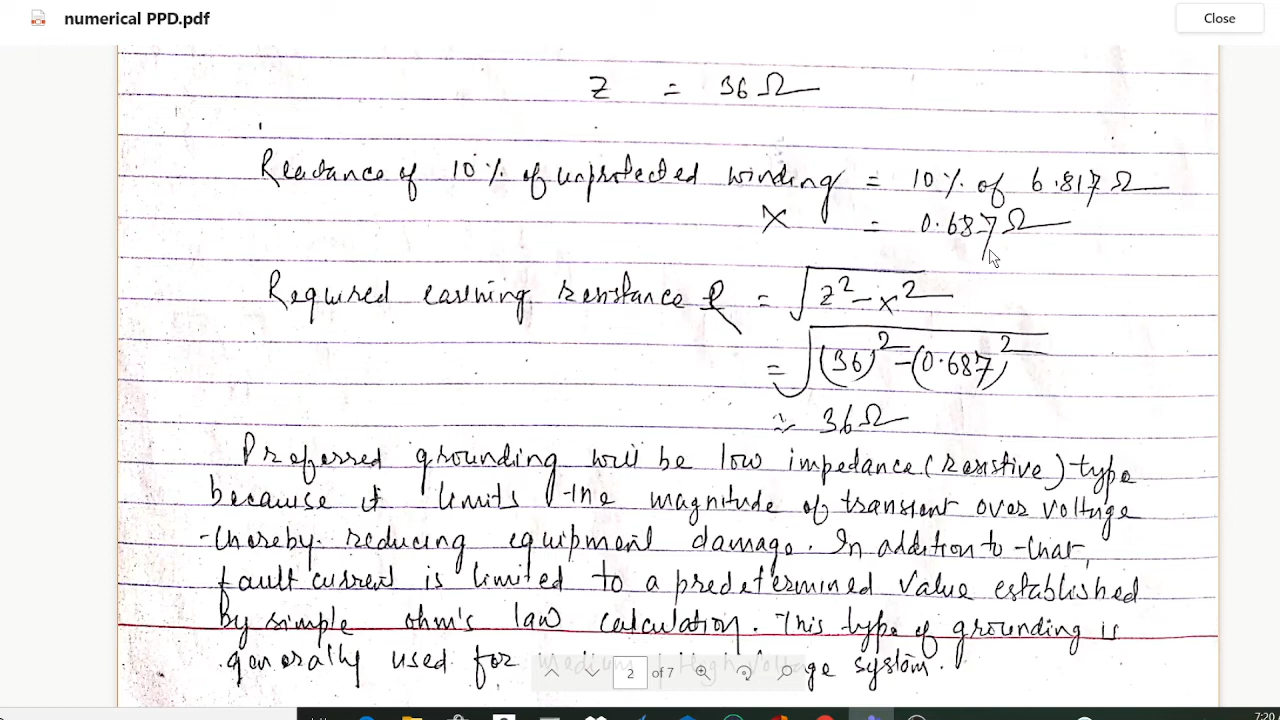 numerical PPD.pdf
Close
Z = 36 Ω
Reactance of 10% of unprotected winding = 10% of 6.817 Ω
X = 0.687 Ω
Required earning resistance R = √z² - x²
= √(36)² - (0.687)²
≈ 36 Ω
Preferred grounding will be low impedance (resistive) type
because it limits the magnitude of transient over voltage
thereby reducing equipment damage. In addition to that,
fault current is limited to a predetermined value established
by simple ohm's law calculation. This type of grounding is
generally used for system.
2 of 7
7:20